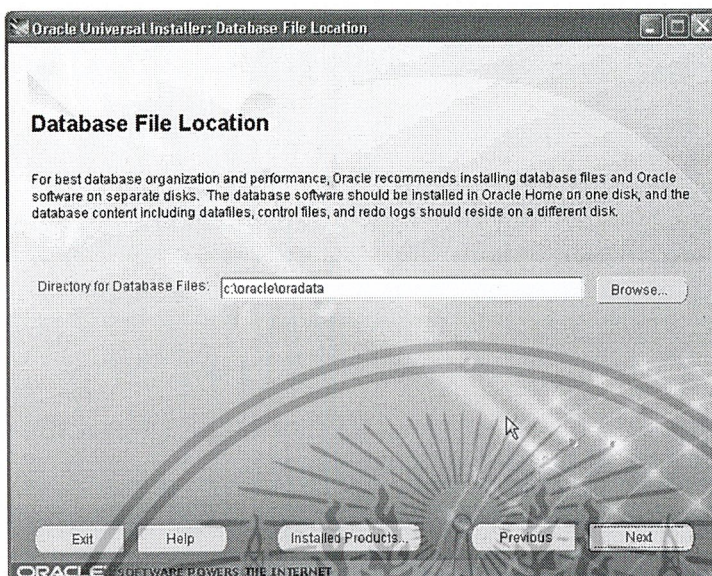 Oracle Universal Installer: Database File Location
Database File Location
For best database organization and performance, Oracle recommends installing database files and Oracle
software on separate disks. The database software should be installed in Oracle Home on one disk, and the
database content including datafiles, control files, and redo logs should reside on a different disk.
Directory for Database Files: c:\oracle\oradata Browse...
Exit Help Installed Products... Previous Next
ORACLE SOFTWARE POWERS THE INTERNET